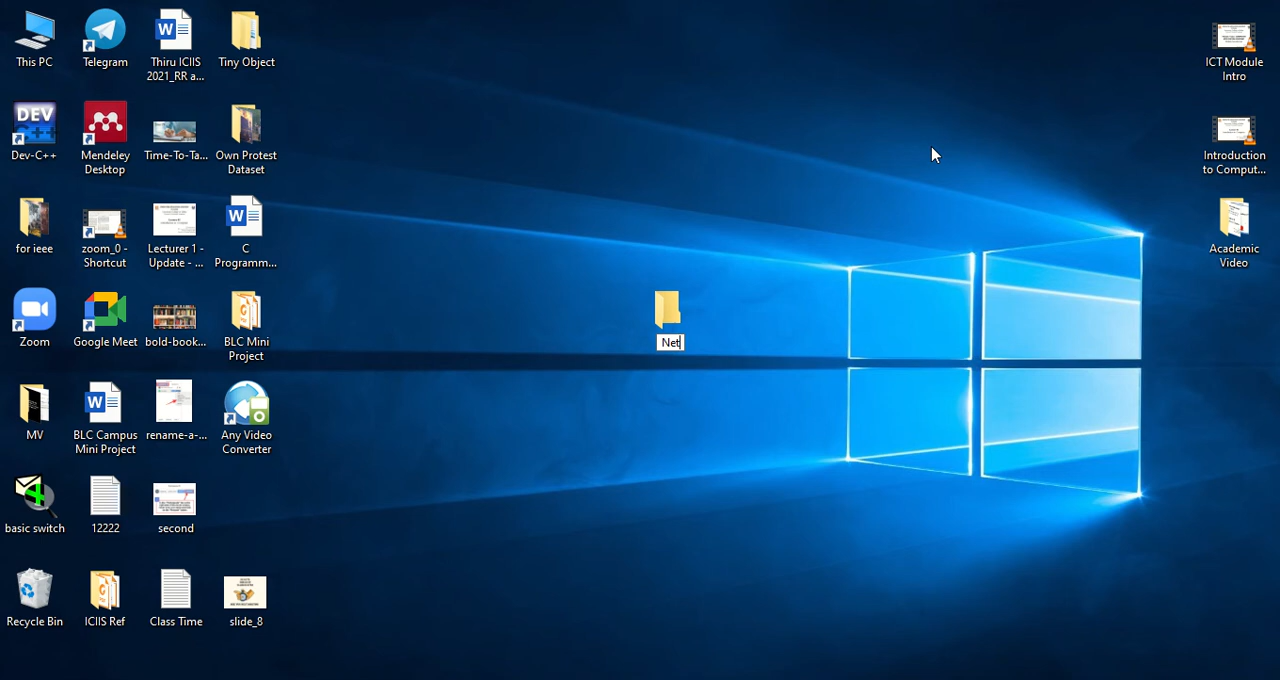 This PC
Telegram
Thiru ICIIS
2021_RR a...
Tiny Object
DEV
C++
Dev-C++
Mendeley
Desktop
Time-To-Ta...
Own Protest
Dataset
for ieee
zoom_0 -
Shortcut
Lecturer 1 -
Update - ...
C
Programm...
Zoom
Google Meet
bold-book...
BLC Mini
Project
MV
BLC Campus
Mini Project
rename-a-...
Any Video
Converter
basic switch
12222
second
Recycle Bin
ICIIS Ref
Class Time
slide_8
Net
ICT Module
Intro
Introduction
to Comput...
Academic
Video